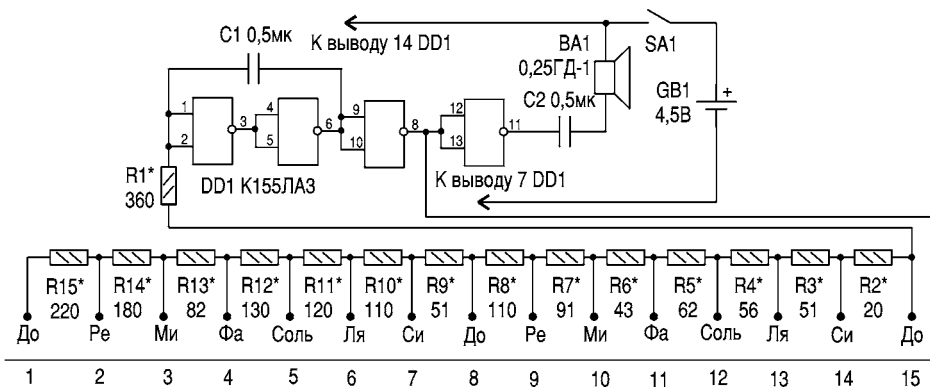 C1 0,5мк
К выводу 14 DD1
BA1
0,25ГД-1
SA1
C2 0,5мк
GB1
4,5В
+
1
2
3
4
5
6
9
10
8
12
13
11
R1*
360
DD1 К155ЛА3
К выводу 7 DD1
R15* R14* R13* R12* R11* R10* R9* R8* R7* R6* R5* R4* R3* R2*
220 180 82 130 120 110 51 110 91 43 62 56 51 20
До Ре Ми Фа Соль Ля Си До Ре Ми Фа Соль Ля Си До
1 2 3 4 5 6 7 8 9 10 11 12 13 14 15